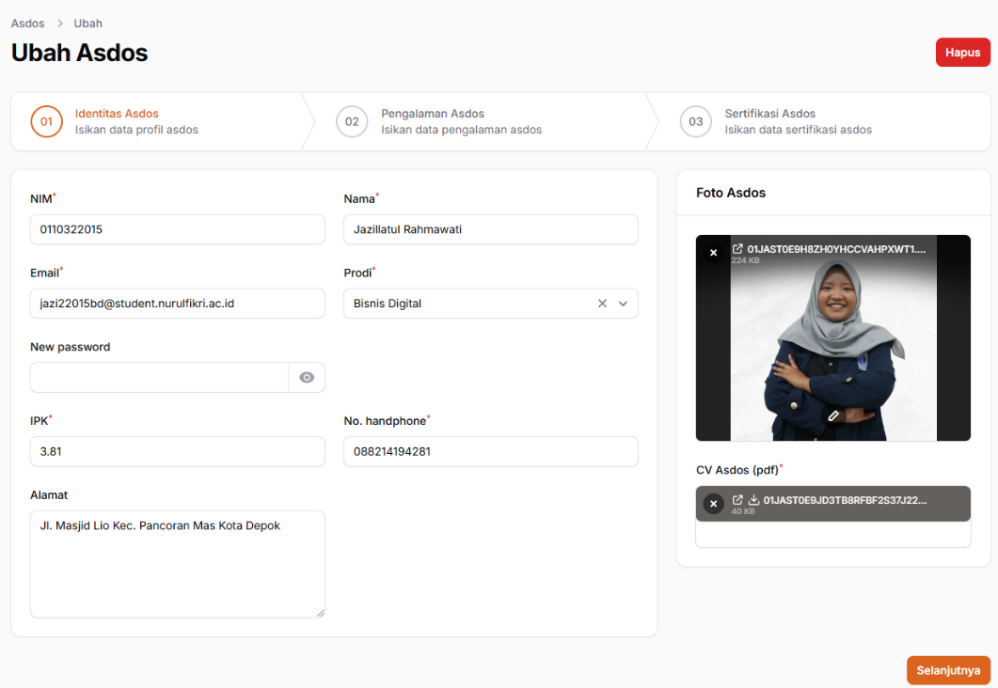 Asdos > Ubah
Ubah Asdos
Hapus
01 Identitas Asdos
Isikan data profil asdos
02 Pengalaman Asdos
Isikan data pengalaman asdos
03 Sertifikasi Asdos
Isikan data sertifikasi asdos
NIM*
0110322015
Nama*
Jazillatul Rahmawati
Email*
jazi22015bd@student.nurulfikri.ac.id
Prodi*
Bisnis Digital
New password
IPK*
3.81
No. handphone*
088214194281
Alamat
Jl. Masjid Lio Kec. Pancoran Mas Kota Depok
Foto Asdos
01JAST0E9H8ZH0YHCCVAHPXWT1....
224 KB
CV Asdos (pdf)*
01JAST0E9JD3TB8RFBF2S37J22...
40 KB
Selanjutnya